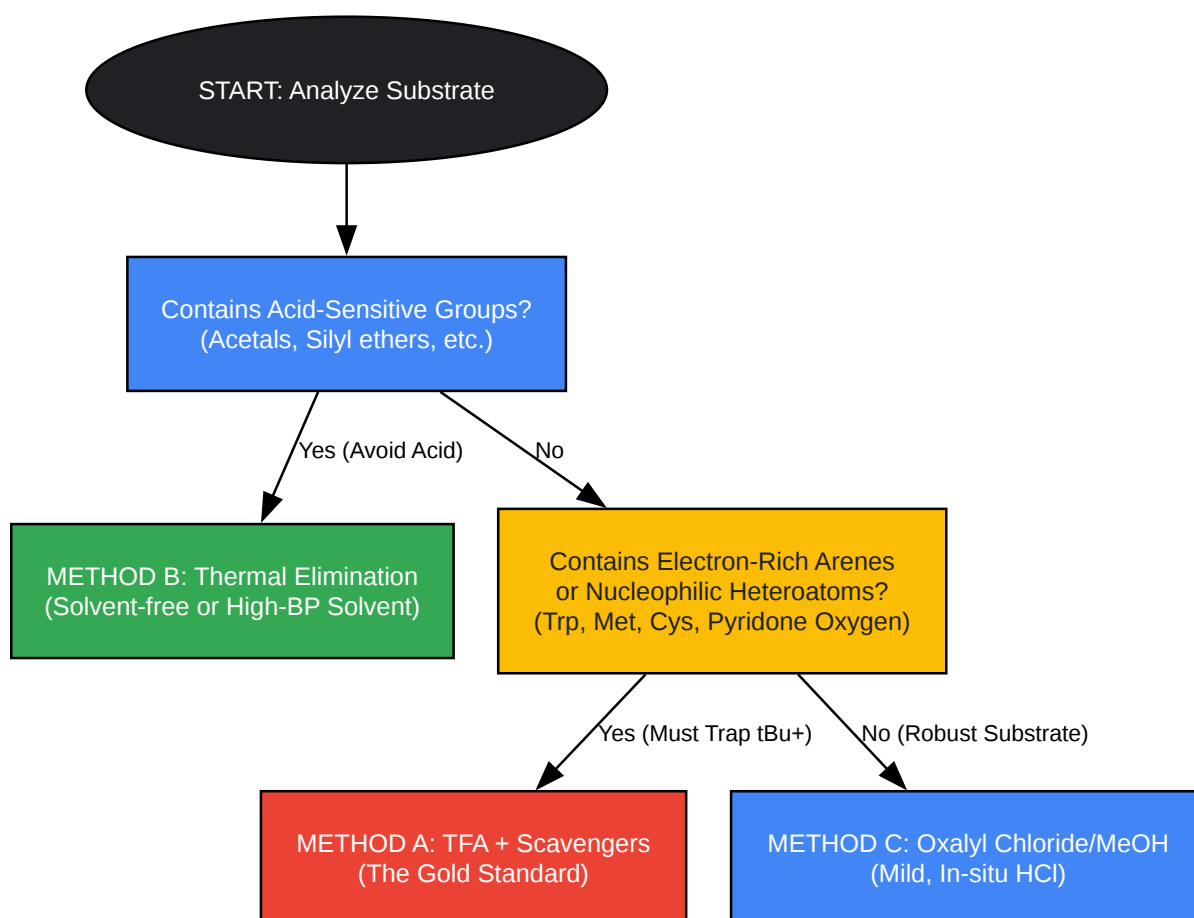 START: Analyze Substrate
Contains Acid-Sensitive Groups?
(Acetals, Silyl ethers, etc.)
Yes (Avoid Acid)
No
METHOD B: Thermal Elimination
(Solvent-free or High-BP Solvent)
Contains Electron-Rich Arenes
or Nucleophilic Heteroatoms?
(Trp, Met, Cys, Pyridone Oxygen)
Yes (Must Trap tBu+)
No (Robust Substrate)
METHOD A: TFA + Scavengers
(The Gold Standard)
METHOD C: Oxalyl Chloride/MeOH
(Mild, In-situ HCl)